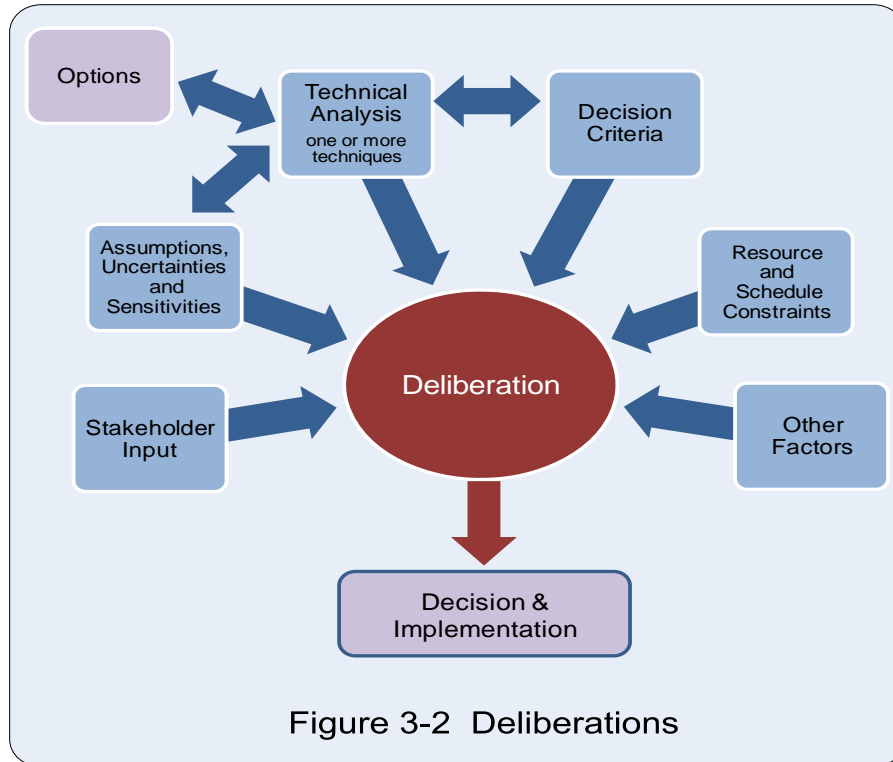 Options
Technical
Analysis
one or more
techniques
Decision
Criteria
Assumptions,
Uncertainties
and
Sensitivities
Resource
and
Schedule
Constraints
Deliberation
Stakeholder
Input
Other
Factors
Decision &
Implementation
Figure 3-2 Deliberations